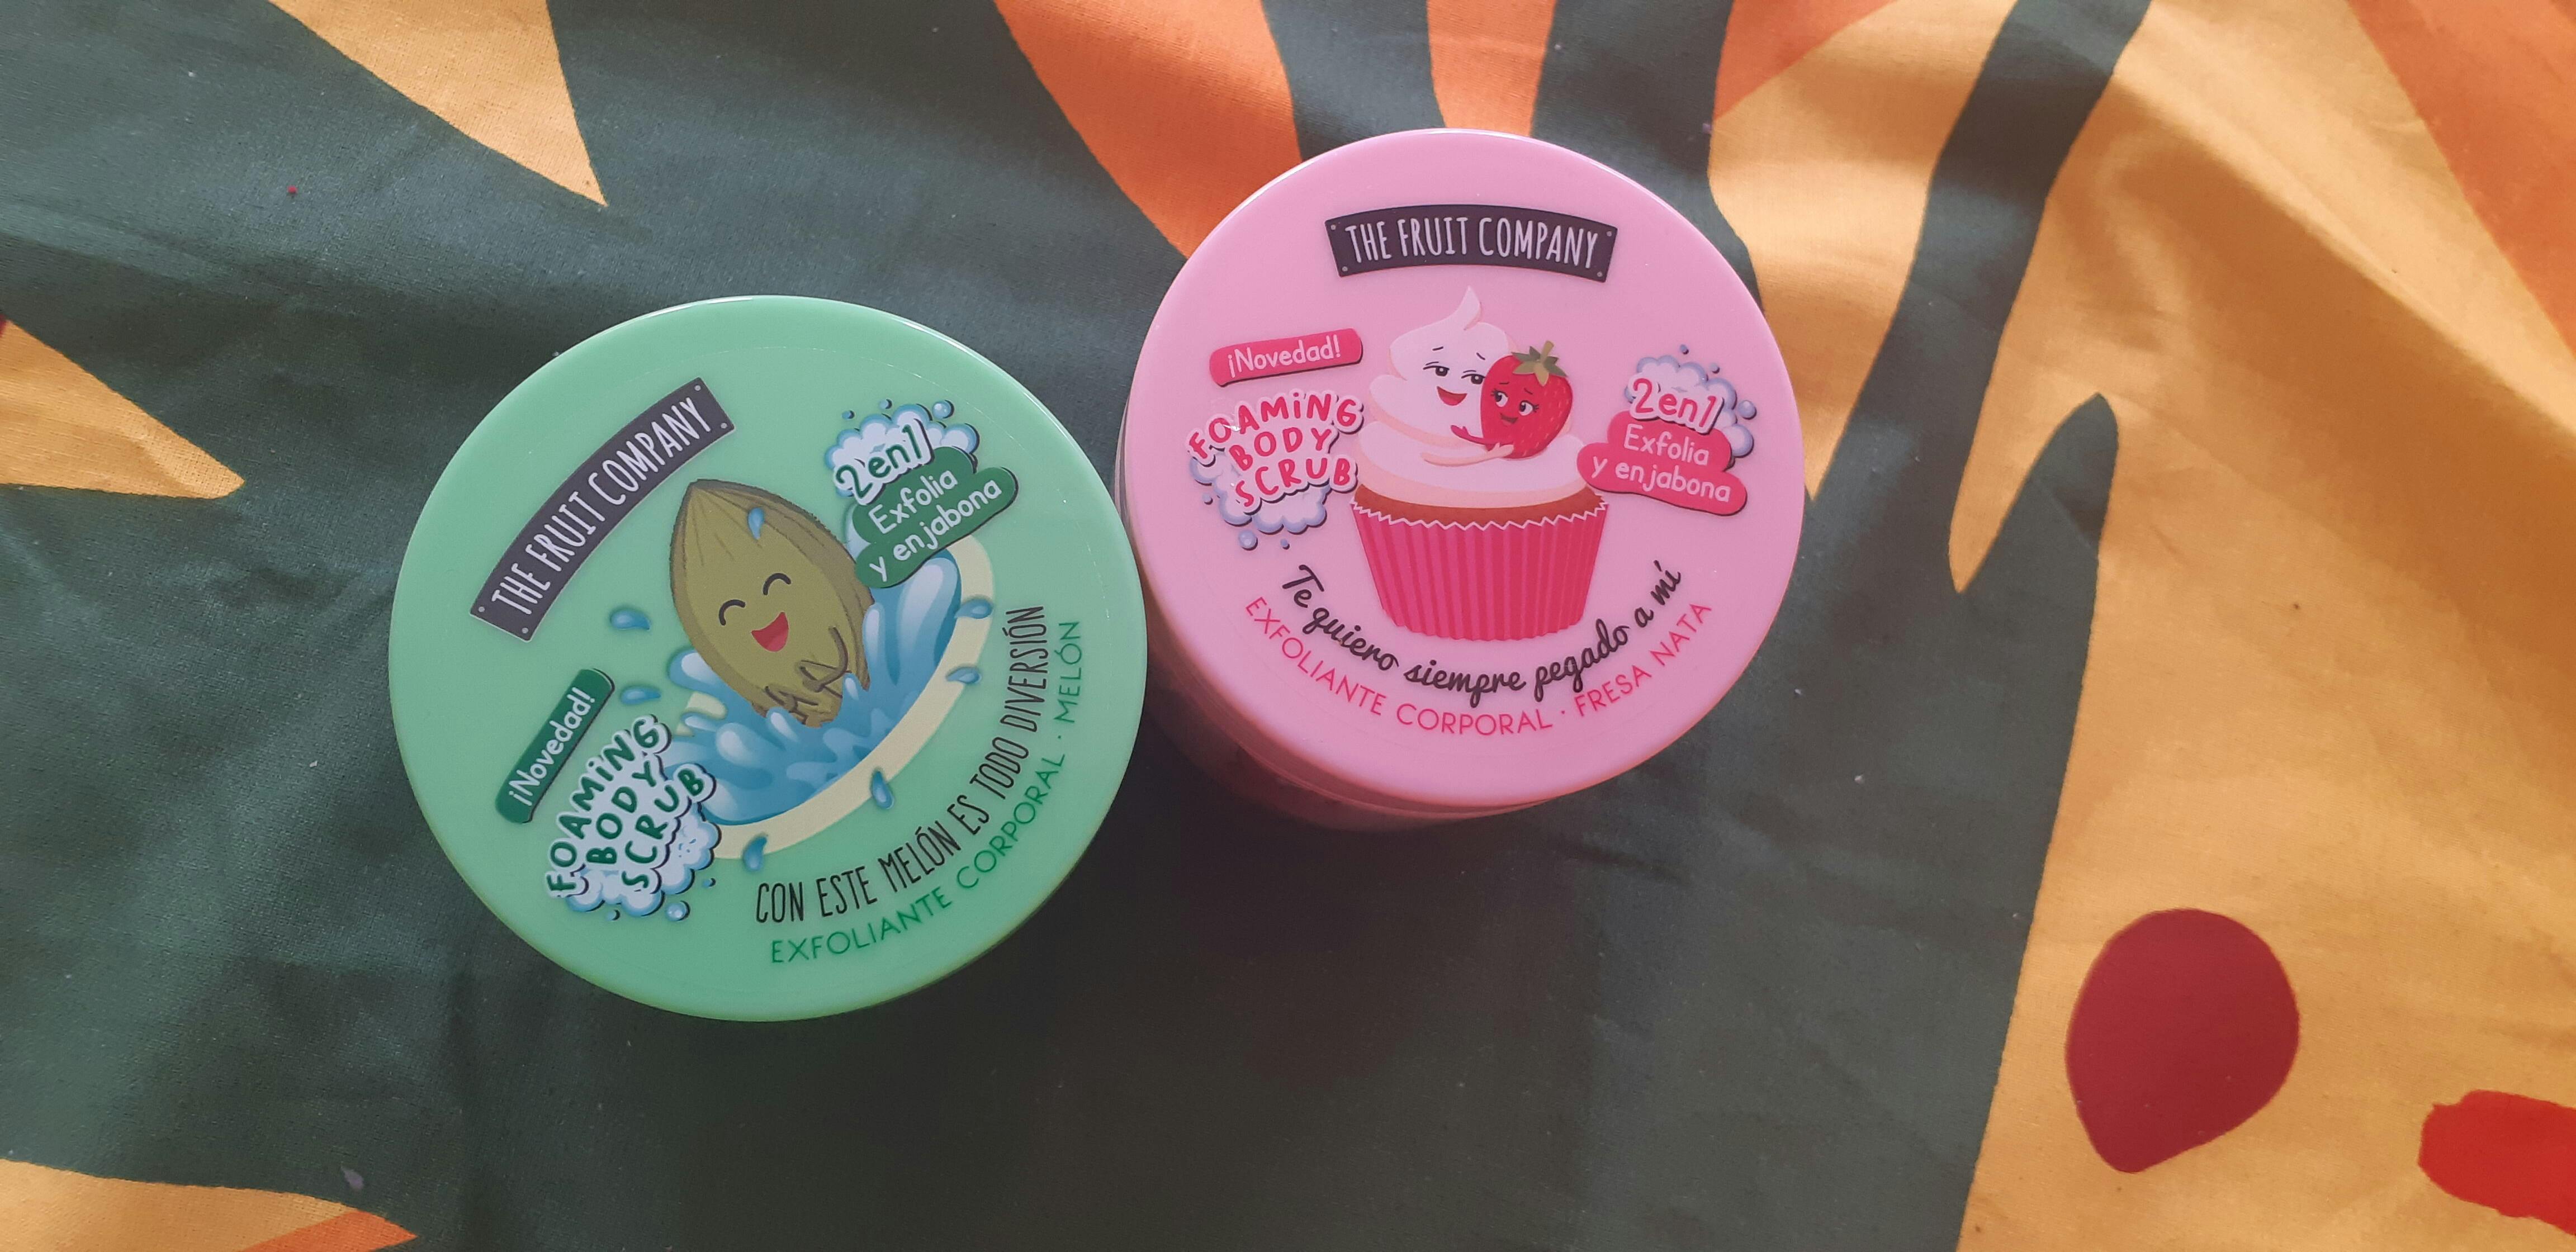 THE FRUIT COMPANY
2en1
Exfolia
y enjabona
¡Novedad!
FOAMING
BODY
SCRUB
CON ESTE MELÓN ES TODO DIVERSIÓN
EXFOLIANTE CORPORAL · MELÓN
THE FRUIT COMPANY
¡Novedad!
FOAMING
BODY
SCRUB
2en1
Exfolia
y enjabona
Te quiero siempre pegado a mí
EXFOLIANTE CORPORAL · FRESA NATA